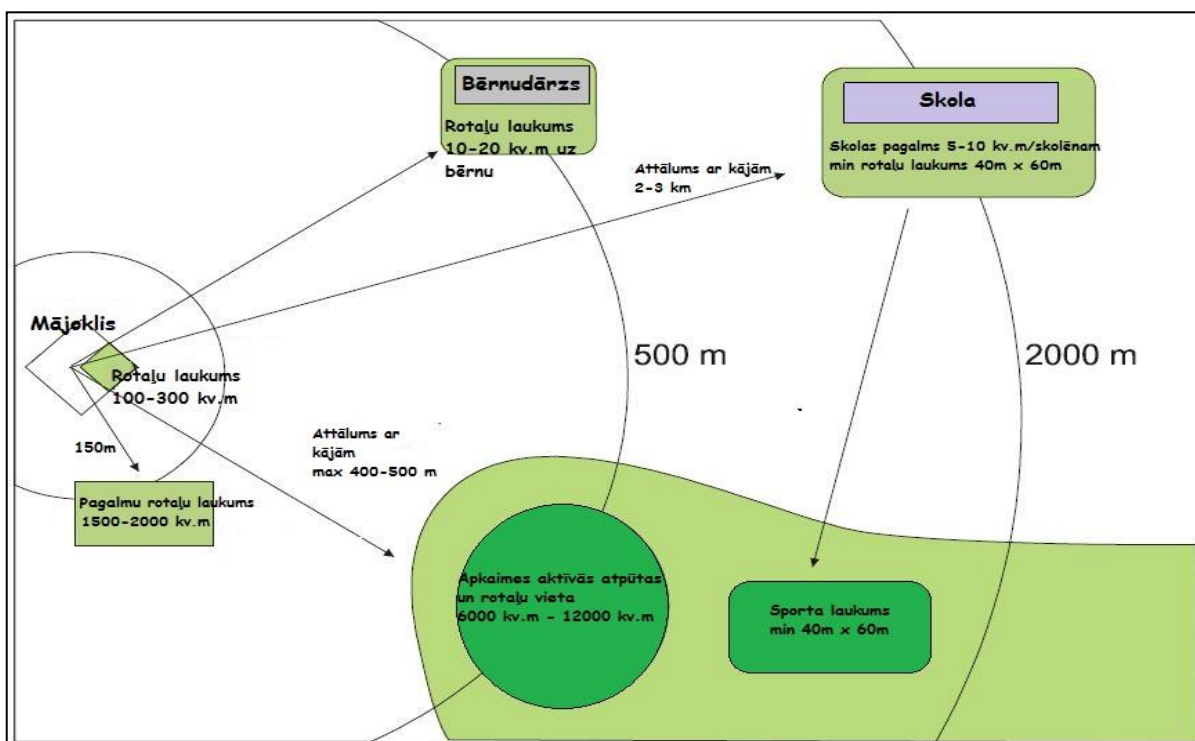 Bērnudārzs
Rotaļu laukums
10-20 kv.m uz
bērnu
Skola
Skolas pagalms 5-10 kv.m/skolēnam
min rotaļu laukums 40m x 60m
Attālums ar kājām
2-3 km
Mājoklis
Rotaļu laukums
100-300 kv.m
500 m
2000 m
150m
Attālums ar
kājām
max 400-500 m
Pagalmu rotaļu laukums
1500-2000 kv.m
Apkaimes aktīvās atpūtas
un rotaļu vieta
6000 kv.m - 12000 kv.m
Sporta laukums
min 40m x 60m